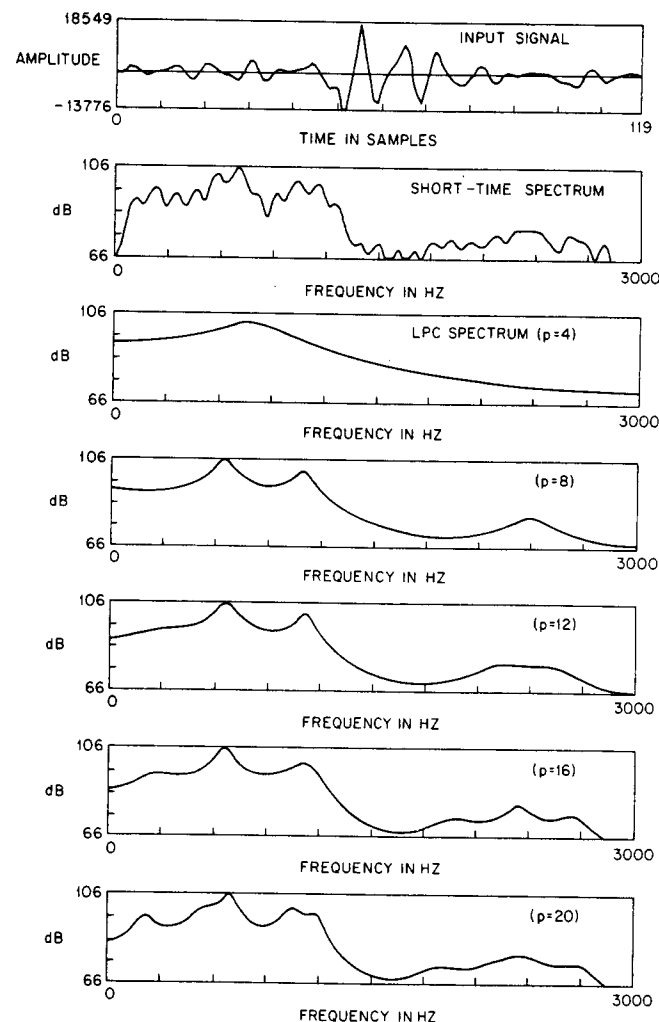 18549
INPUT SIGNAL
AMPLITUDE
-13776
0
119
TIME IN SAMPLES
106
SHORT-TIME SPECTRUM
dB
66
0
3000
FREQUENCY IN HZ
106
LPC SPECTRUM (p=4)
dB
66
0
3000
FREQUENCY IN HZ
106
(p=8)
dB
66
0
3000
FREQUENCY IN HZ
106
(p=12)
dB
66
0
3000
FREQUENCY IN HZ
106
(p=16)
dB
66
0
3000
FREQUENCY IN HZ
106
(p=20)
dB
66
0
3000
FREQUENCY IN HZ